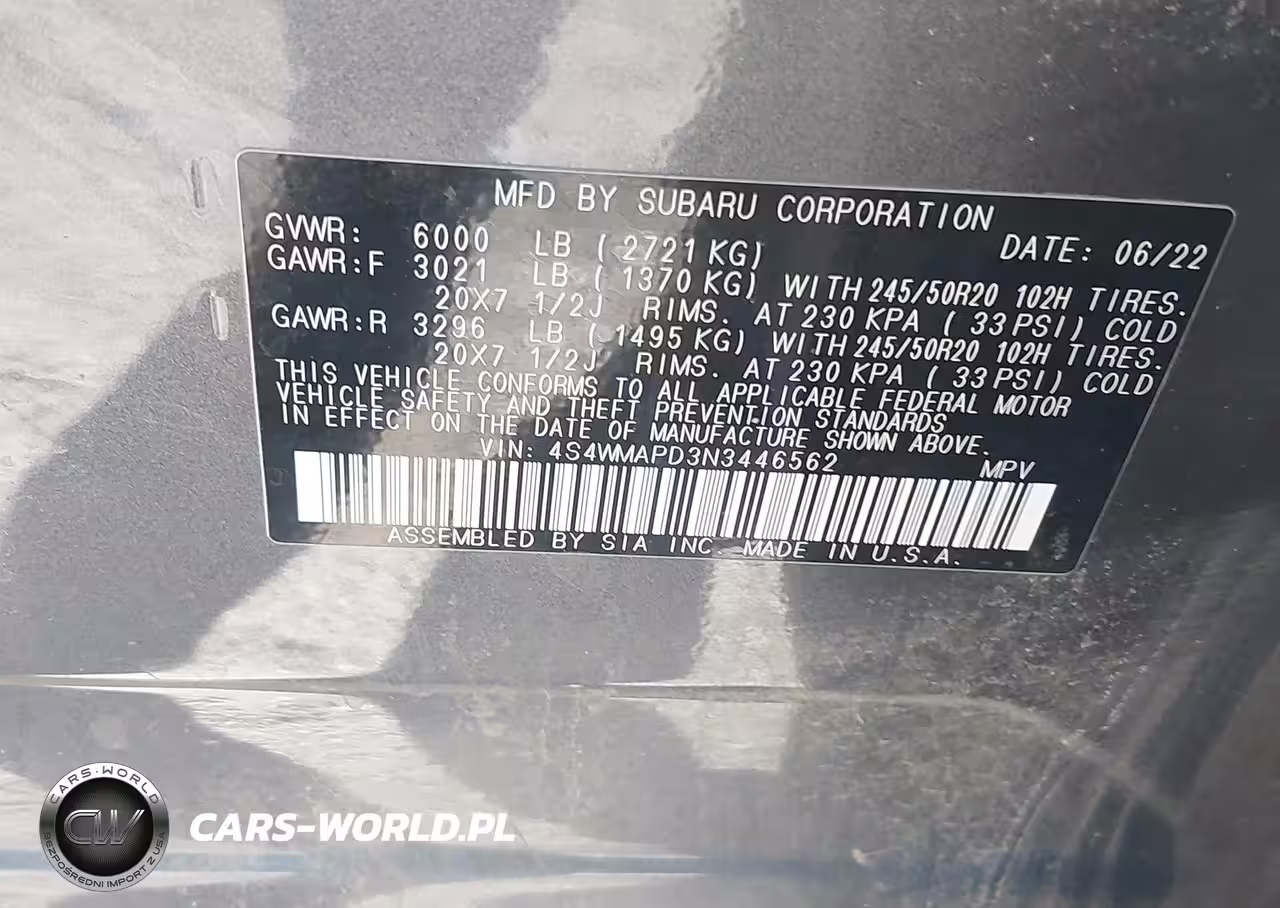 MFD BY SUBARU CORPORATION
GVWR: 6000 LB ( 2721 KG) DATE: 06/22
GAWR:F 3021 LB ( 1370 KG) WITH 245/50R20 102H TIRES.
20X7 1/2J RIMS. AT 230 KPA ( 33 PSI) COLD
GAWR:R 3296 LB ( 1495 KG) WITH 245/50R20 102H TIRES.
20X7 1/2J RIMS. AT 230 KPA ( 33 PSI) COLD
THIS VEHICLE CONFORMS TO ALL APPLICABLE FEDERAL MOTOR
VEHICLE SAFETY AND THEFT PREVENTION STANDARDS
IN EFFECT ON THE DATE OF MANUFACTURE SHOWN ABOVE.
VIN: 4S4WMAPD3N3446562 MPV
ASSEMBLED BY SIA INC MADE IN U.S.A.
CARS-WORLD
CW
BEZPOŚREDNI IMPORT Z USA
CARS-WORLD.PL